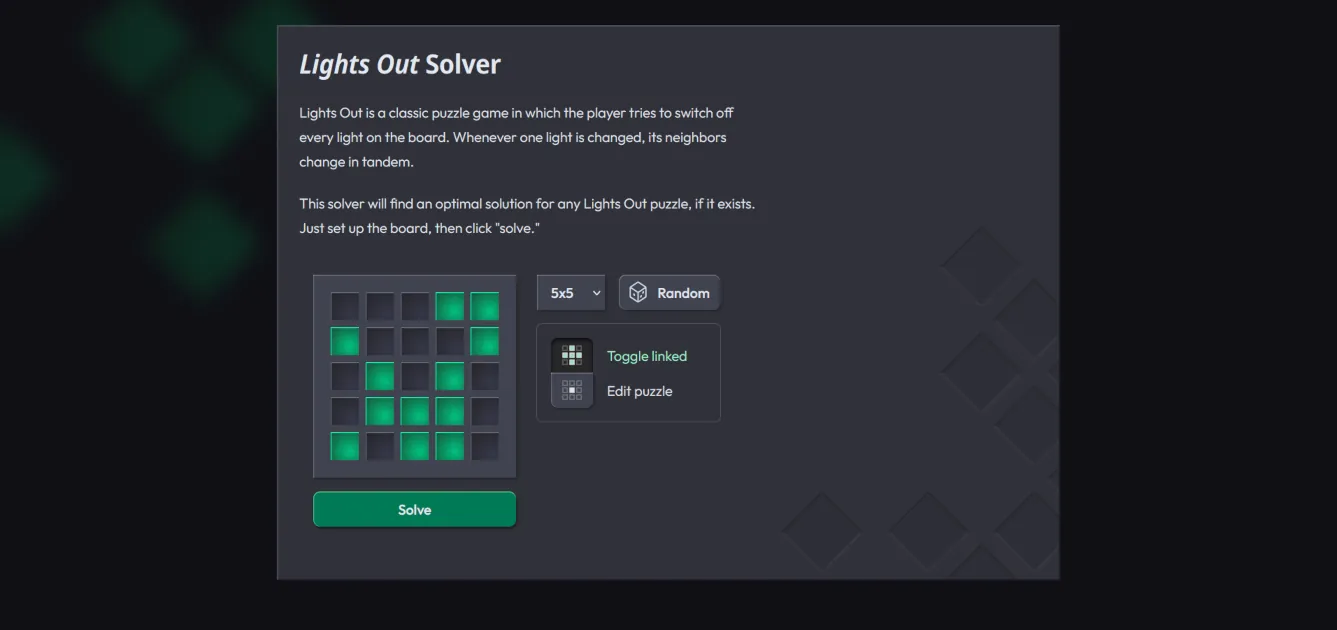 Lights Out Solver
Lights Out is a classic puzzle game in which the player tries to switch off
every light on the board. Whenever one light is changed, its neighbors
change in tandem.
This solver will find an optimal solution for any Lights Out puzzle, if it exists.
Just set up the board, then click "solve."
5x5
Random
Toggle linked
Edit puzzle
Solve